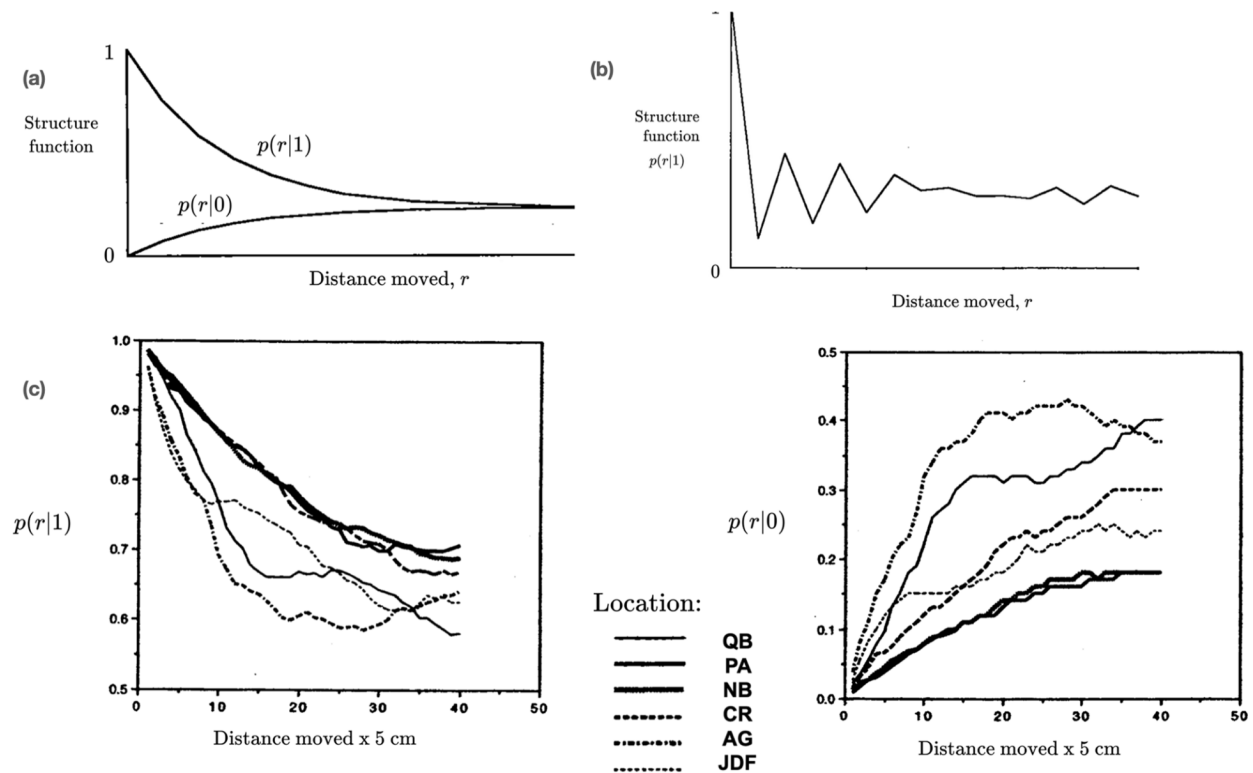 (a)
1
Structure
function
p(r|1)
p(r|0)
0
Distance moved, r
(b)
Structure
function
p(r|1)
0
Distance moved, r
(c)
1.0
0.9
0.8
0.7
0.6
0.5
p(r|1)
0 10 20 30 40 50
Distance moved x 5 cm
Location:
QB
PA
NB
CR
AG
JDF
0.5
0.4
0.3
0.2
0.1
0.0
p(r|0)
0 10 20 30 40 50
Distance moved x 5 cm